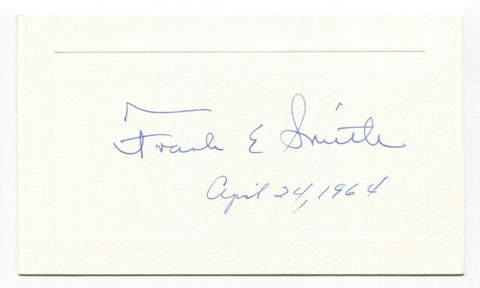 Frank E Smith
April 24, 1964